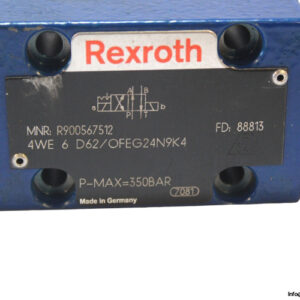 Rexroth
A B
a b
P T
MNR: R900567512 FD: 88813
4WE 6 D62/OFEG24N9K4
P-MAX=350BAR
7081
Made in Germany